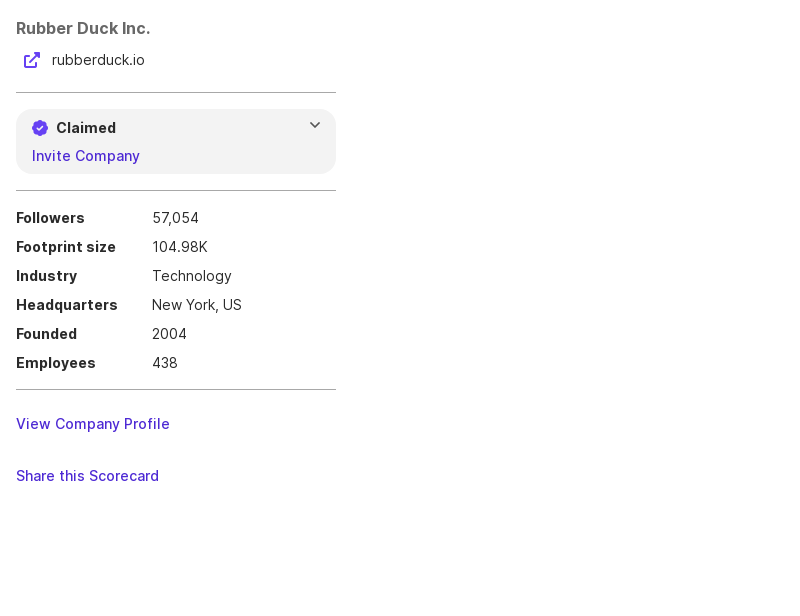 Rubber Duck Inc.
rubberduck.io
Claimed
Invite Company
Followers 57,054
Footprint size 104.98K
Industry Technology
Headquarters New York, US
Founded 2004
Employees 438
View Company Profile
Share this Scorecard